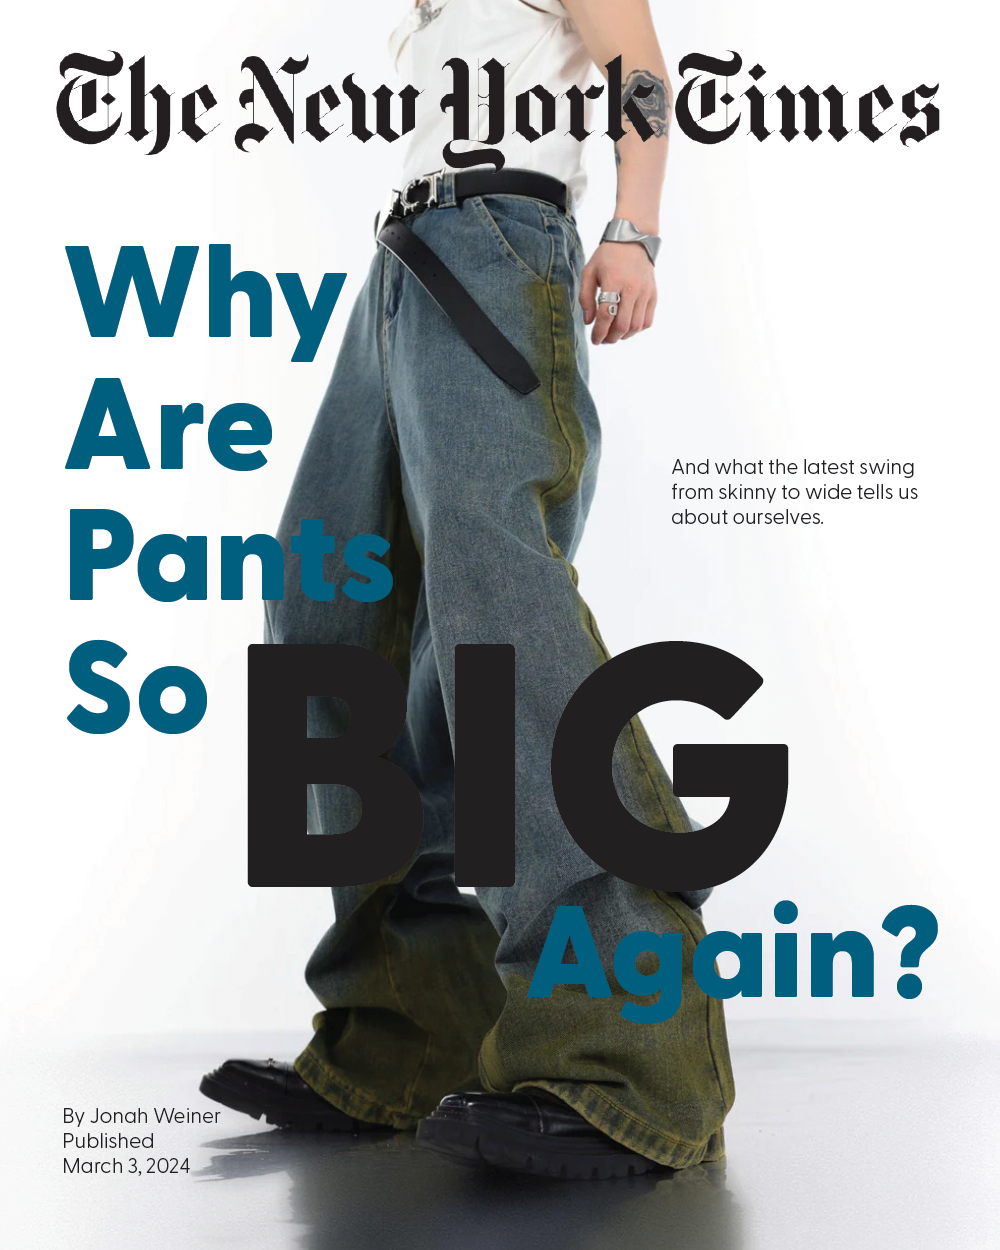 The New York Times
Why
Are
Pants
And what the latest swing
from skinny to wide tells us
about ourselves.
So BIG
Again?
By Jonah Weiner
Published
March 3, 2024